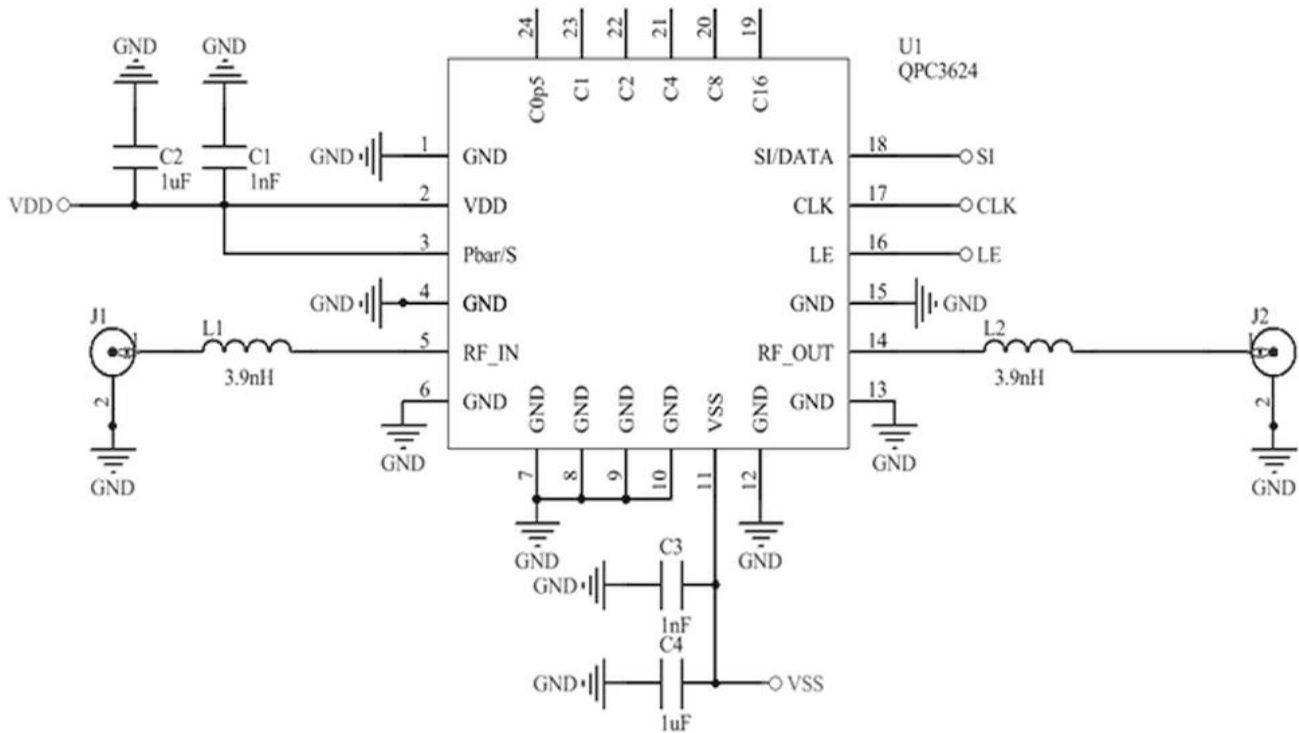 24 23 22 21 20 19
U1
QPC3624
GND GND
C0p5 C1 C2 C4 C8 C16
C2
1uF
C1
1nF
GND 1 GND SI/DATA 18 SI
VDD 2 VDD CLK 17 CLK
3 Pbar/S LE 16 LE
GND 4 GND GND 15 GND
J1 1 L1 5 RF_IN RF_OUT 14 L2 1 J2
3.9nH 3.9nH
2 6 GND GND 13 2
GND GND GND GND VSS GND
GND GND GND GND
7 8 9 10 11 12
GND GND
C3
GND
1nF
C4
GND VSS
1uF